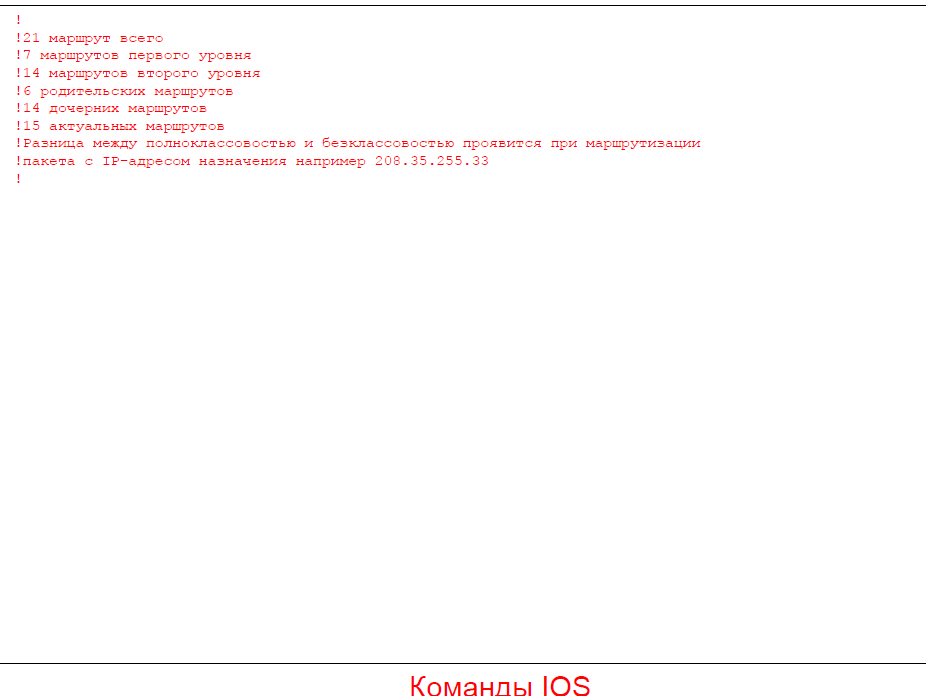 !
!21 маршрут всего
!7 маршрутов первого уровня
!14 маршрутов второго уровня
!6 родительских маршрутов
!14 дочерних маршрутов
!15 актуальных маршрутов
!Разница между полноклассовостью и безклассовостью проявится при маршрутизации
!пакета с IP-адресом назначения например 208.35.255.33
!
Команды IOS